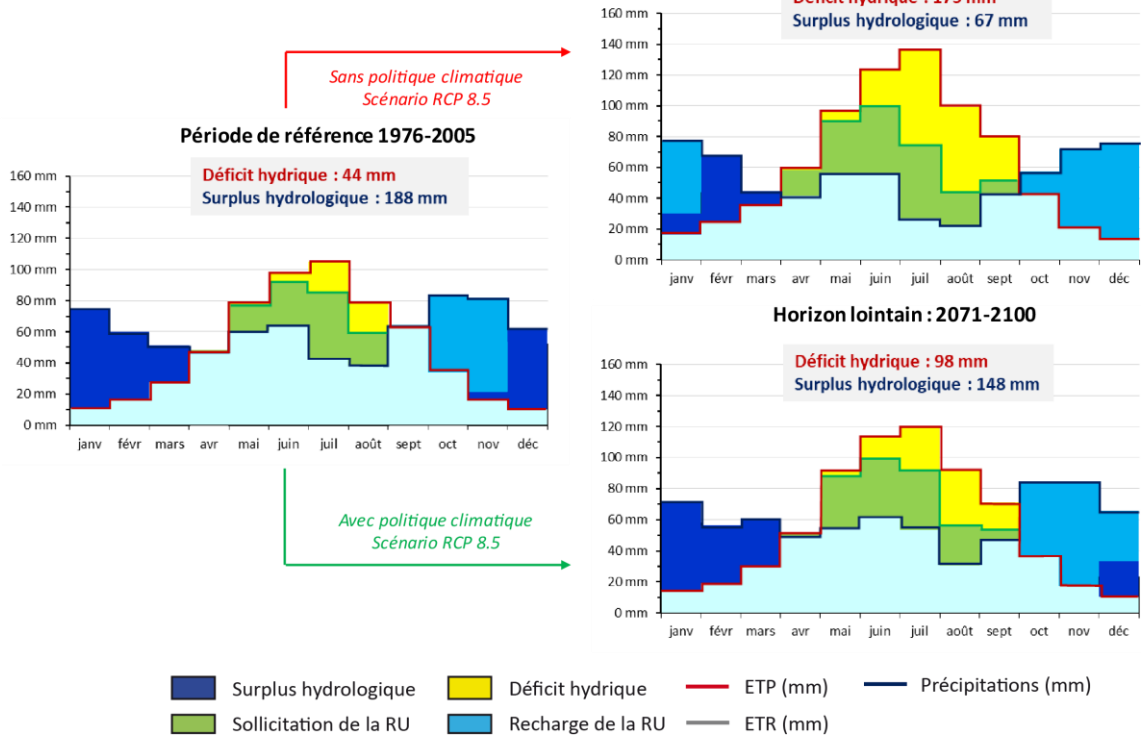 Déficit hydrique : 175 mm
Surplus hydrologique : 67 mm
160 mm
140 mm
120 mm
100 mm
80 mm
60 mm
40 mm
20 mm
0 mm
janv févr mars avr mai juin juil août sept oct nov déc
Sans politique climatique
Scénario RCP 8.5
Période de référence 1976-2005
Déficit hydrique : 44 mm
Surplus hydrologique : 188 mm
160 mm
140 mm
120 mm
100 mm
80 mm
60 mm
40 mm
20 mm
0 mm
janv févr mars avr mai juin juil août sept oct nov déc
Avec politique climatique
Scénario RCP 8.5
Horizon lointain : 2071-2100
Déficit hydrique : 98 mm
Surplus hydrologique : 148 mm
160 mm
140 mm
120 mm
100 mm
80 mm
60 mm
40 mm
20 mm
0 mm
janv févr mars avr mai juin juil août sept oct nov déc
Surplus hydrologique
Déficit hydrique
ETP (mm)
Précipitations (mm)
Sollicitation de la RU
Recharge de la RU
ETR (mm)